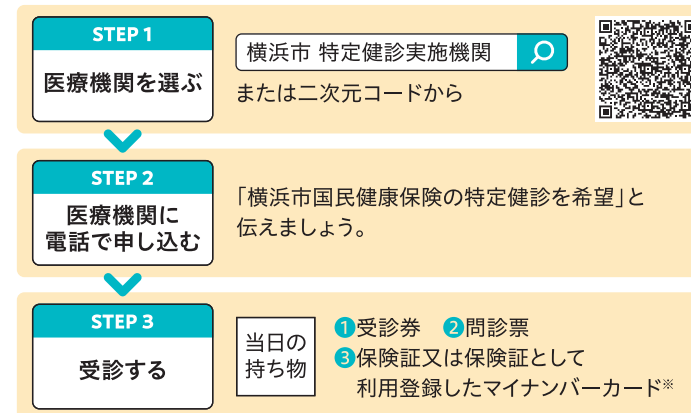 STEP 1
医療機関を選ぶ
横浜市 特定健診実施機関
または二次元コードから
STEP 2
医療機関に
電話で申し込む
「横浜市国民健康保険の特定健診を希望」と
伝えましょう。
STEP 3
受診する
当日の
持ち物
❶受診券 ❷問診票
❸保険証又は保険証として
利用登録したマイナンバーカード※